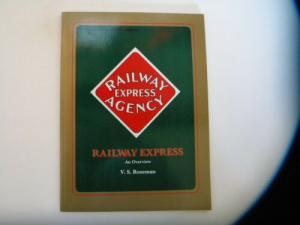 RAILWAY
EXPRESS
AGENCY
RAILWAY EXPRESS
An Overview
V. S. Roseman